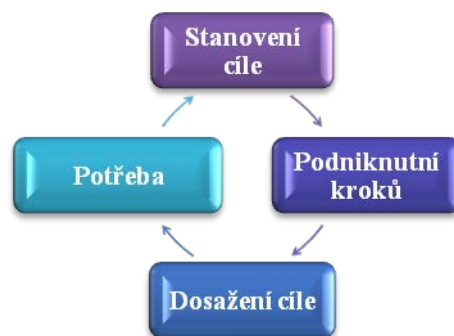 Stanovení
cíle
Potřeba
Podniknutní
kroků
Dosažení cíle